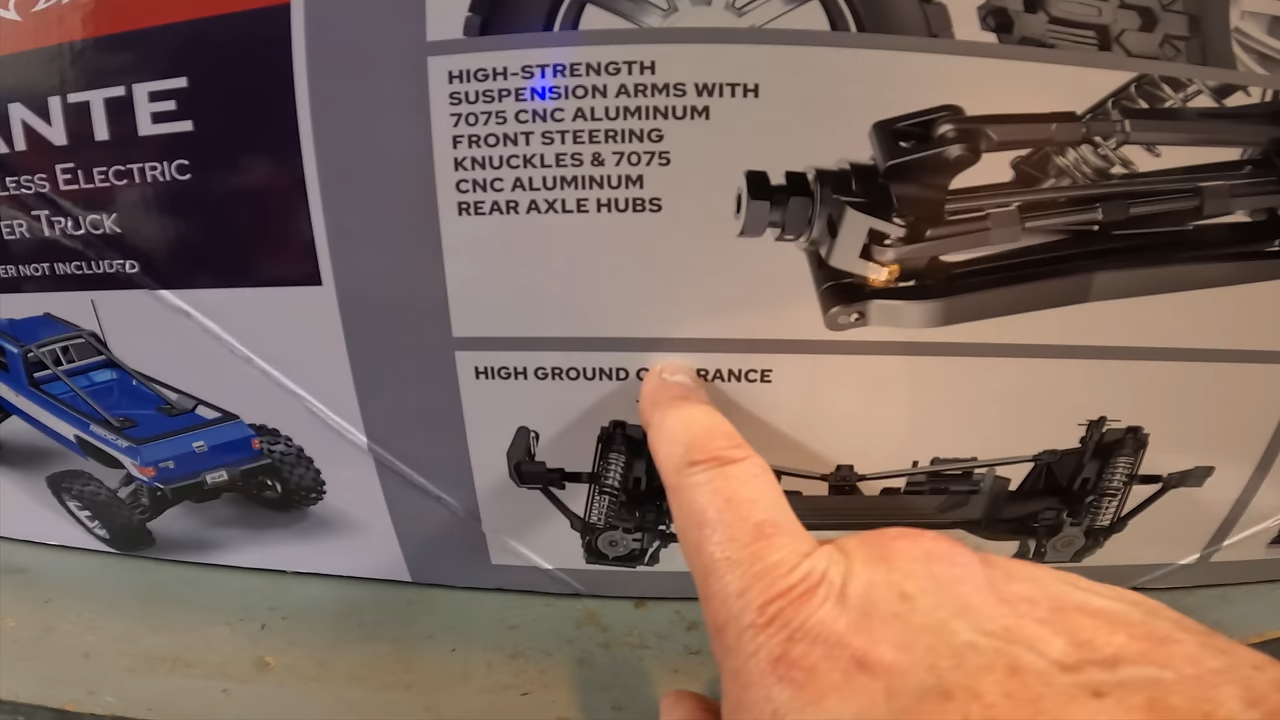 ANTE
LESS ELECTRIC
ER TRUCK
ER NOT INCLUDED
HIGH-STRENGTH
SUSPENSION ARMS WITH
7075 CNC ALUMINUM
FRONT STEERING
KNUCKLES & 7075
CNC ALUMINUM
REAR AXLE HUBS
HIGH GROUND C RANCE
REDCAT